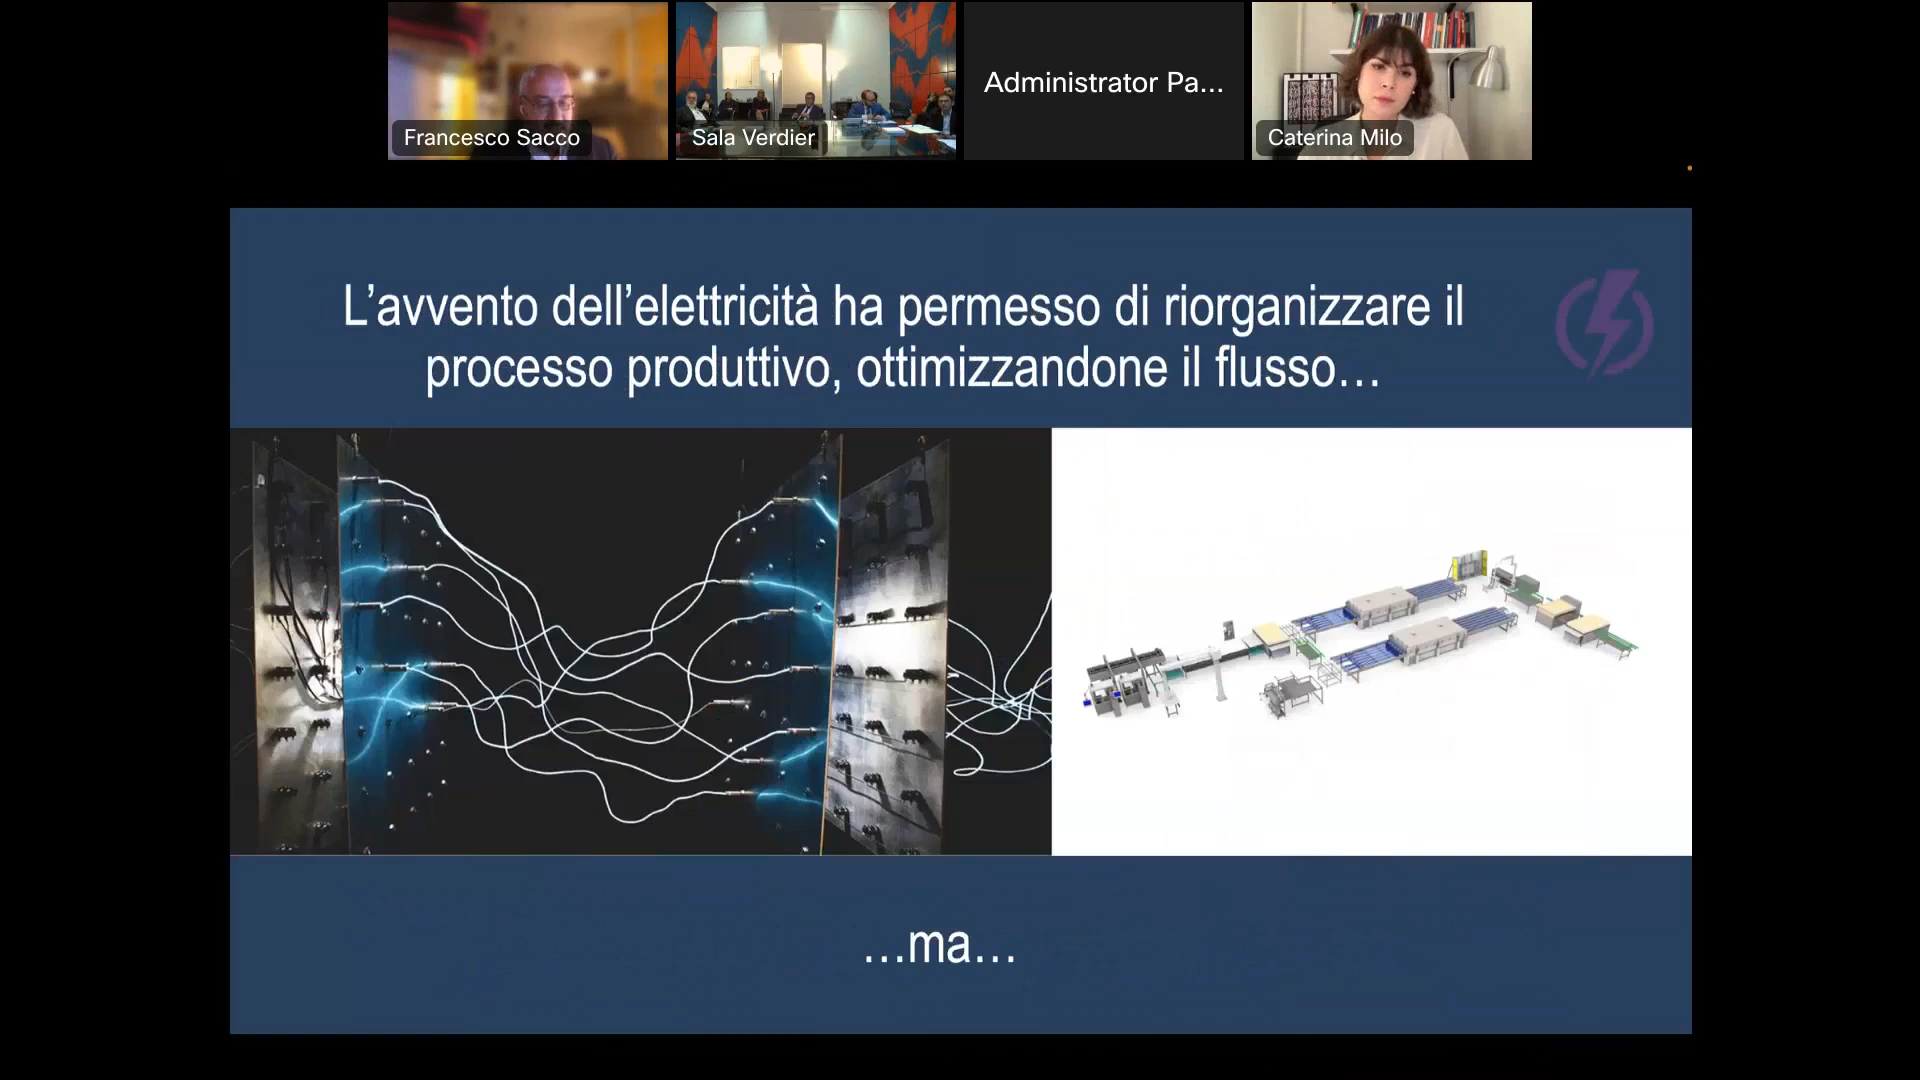 Francesco Sacco
Sala Verdier
Administrator Pa...
Caterina Milo
L’avvento dell’elettricità ha permesso di riorganizzare il
processo produttivo, ottimizzandone il flusso…
…ma…